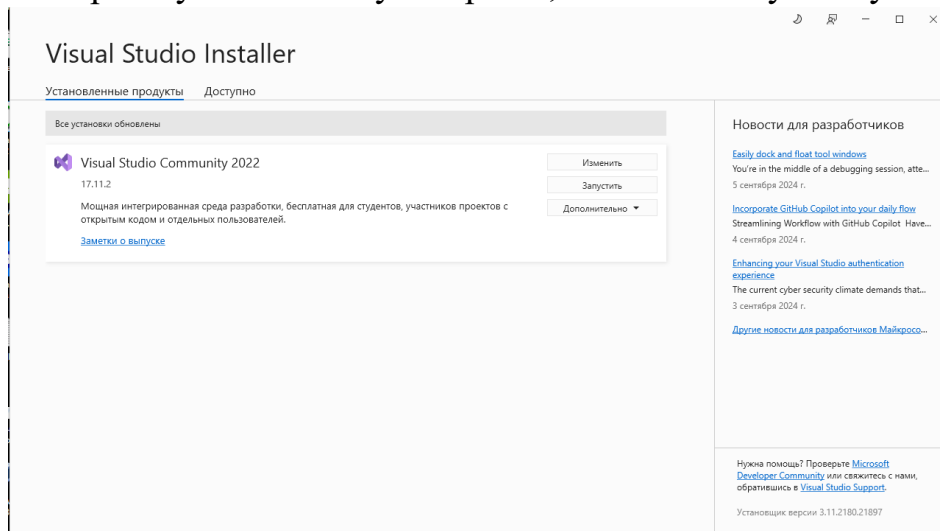 Visual Studio Installer
Установленные продукты Доступно
Все установки обновлены
Visual Studio Community 2022
17.11.2
Мощная интегрированная среда разработки, бесплатная для студентов, участников проектов с
открытым кодом и отдельных пользователей.
Заметки о выпуске
Изменить
Запустить
Дополнительно
Новости для разработчиков
Easily dock and float tool windows
You're in the middle of a debugging session, atte...
5 сентября 2024 г.
Incorporate GitHub Copilot into your daily flow
Streamlining Workflow with GitHub Copilot Have...
4 сентября 2024 г.
Enhancing your Visual Studio authentication
experience
The current cyber security climate demands that...
3 сентября 2024 г.
Другие новости для разработчиков Майкросо...
Нужна помощь? Проверьте Microsoft
Developer Community или свяжитесь с нами,
обратившись в Visual Studio Support.
Установщик версии 3.11.2180.21897